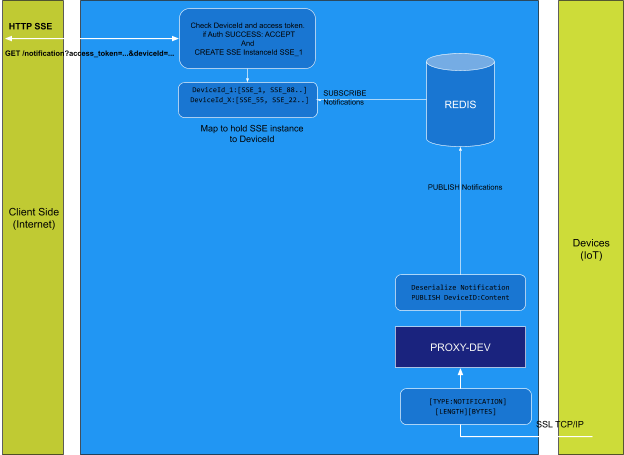 HTTP SSE
GET /notification?access_token=...&deviceId=...
Check DeviceId and access token.
if Auth SUCCESS: ACCEPT
And
CREATE SSE InstanceId SSE_1
DeviceId_1:[SSE_1, SSE_88..]
DeviceId_X:[SSE_55, SSE_22..]
SUBSCRIBE
Notifications
REDIS
Map to hold SSE instance
to DeviceId
PUBLISH Notifications
Client Side
(Internet)
Devices
(IoT)
Deserialize Notification
PUBLISH DeviceID:Content
PROXY-DEV
[TYPE:NOTIFICATION]
[LENGTH][BYTES]
SSL TCP/IP